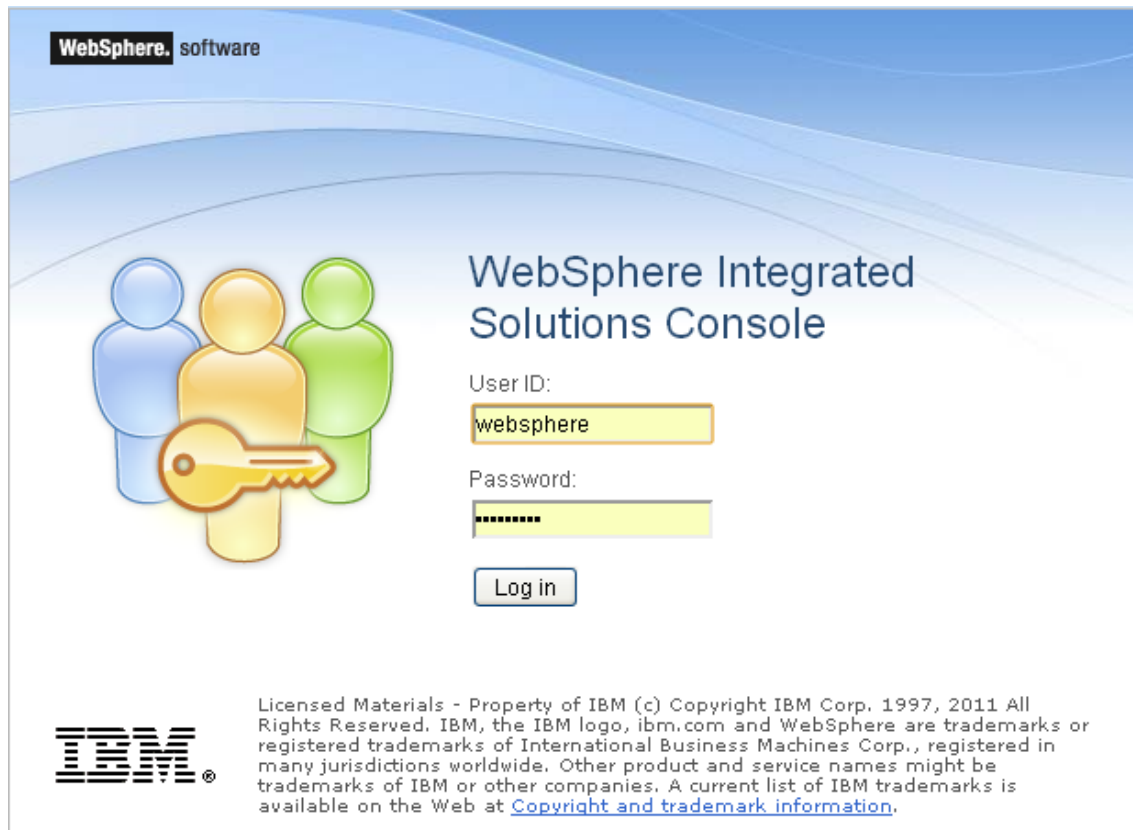 WebSphere. software
WebSphere Integrated
Solutions Console
User ID:
websphere
Password:
•••••••••
Log in
Licensed Materials - Property of IBM (c) Copyright IBM Corp. 1997, 2011 All
Rights Reserved. IBM, the IBM logo, ibm.com and WebSphere are trademarks or
registered trademarks of International Business Machines Corp., registered in
many jurisdictions worldwide. Other product and service names might be
trademarks of IBM or other companies. A current list of IBM trademarks is
available on the Web at Copyright and trademark information.
IBM®